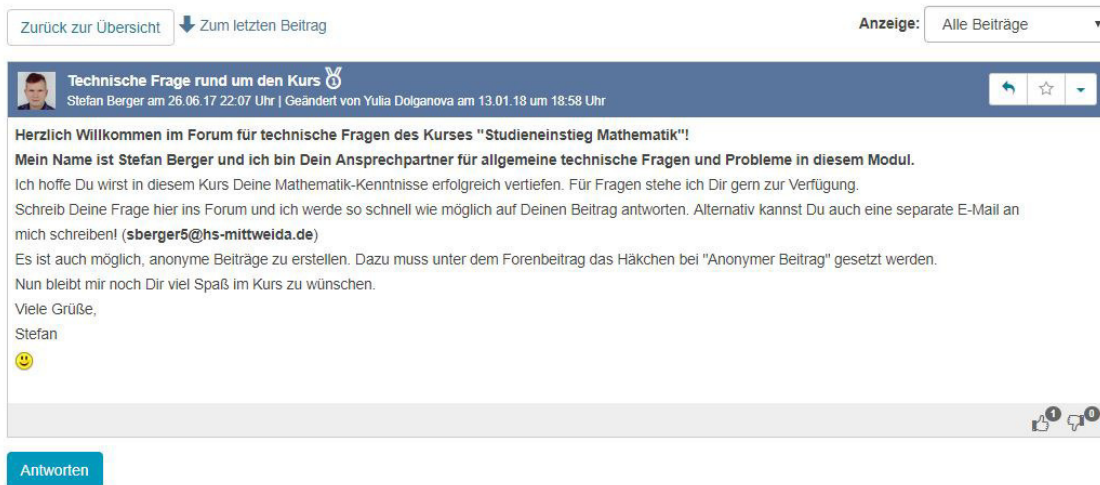 Zurück zur Übersicht Zum letzten Beitrag Anzeige: Alle Beiträge
Technische Frage rund um den Kurs 1
Stefan Berger am 26.06.17 22:07 Uhr | Geändert von Yulia Dolganova am 13.01.18 um 18:58 Uhr
Herzlich Willkommen im Forum für technische Fragen des Kurses "Studieneinstieg Mathematik"!
Mein Name ist Stefan Berger und ich bin Dein Ansprechpartner für allgemeine technische Fragen und Probleme in diesem Modul.
Ich hoffe Du wirst in diesem Kurs Deine Mathematik-Kenntnisse erfolgreich vertiefen. Für Fragen stehe ich Dir gern zur Verfügung.
Schreib Deine Frage hier ins Forum und ich werde so schnell wie möglich auf Deinen Beitrag antworten. Alternativ kannst Du auch eine separate E-Mail an
mich schreiben! (sberger5@hs-mittweida.de)
Es ist auch möglich, anonyme Beiträge zu erstellen. Dazu muss unter dem Forenbeitrag das Häkchen bei "Anonymer Beitrag" gesetzt werden.
Nun bleibt mir noch Dir viel Spaß im Kurs zu wünschen.
Viele Grüße,
Stefan
1 0
Antworten